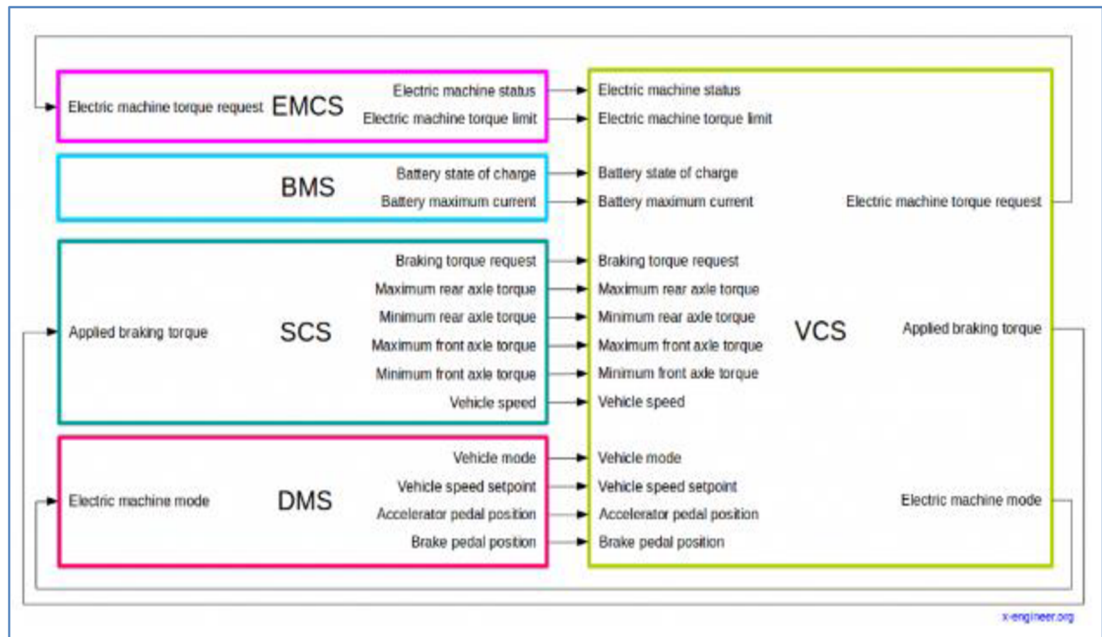 Electric machine torque request
EMCS
Electric machine status
Electric machine torque limit
BMS
Battery state of charge
Battery maximum current
Applied braking torque
SCS
Braking torque request
Maximum rear axle torque
Minimum rear axle torque
Maximum front axle torque
Minimum front axle torque
Vehicle speed
Electric machine mode
DMS
Vehicle mode
Vehicle speed setpoint
Accelerator pedal position
Brake pedal position
Electric machine status
Electric machine torque limit
Battery state of charge
Battery maximum current
Braking torque request
Maximum rear axle torque
Minimum rear axle torque
Maximum front axle torque
Minimum front axle torque
Vehicle speed
Vehicle mode
Vehicle speed setpoint
Accelerator pedal position
Brake pedal position
VCS
Electric machine torque request
Applied braking torque
Electric machine mode
x-engineer.org